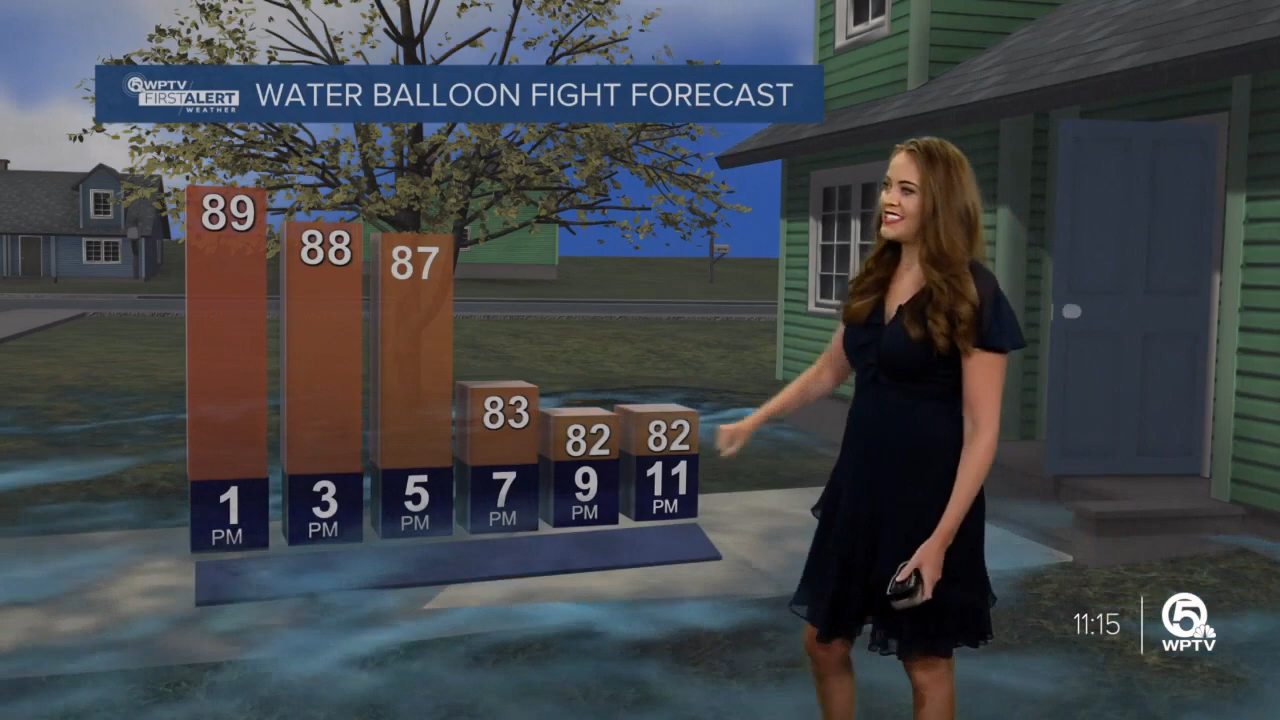 5 WPTV
FIRST ALERT
WEATHER
WATER BALLOON FIGHT FORECAST
89
88
87
83
82
82
1
PM
3
PM
5
PM
7
PM
9
PM
11
PM
11:15
5
WPTV